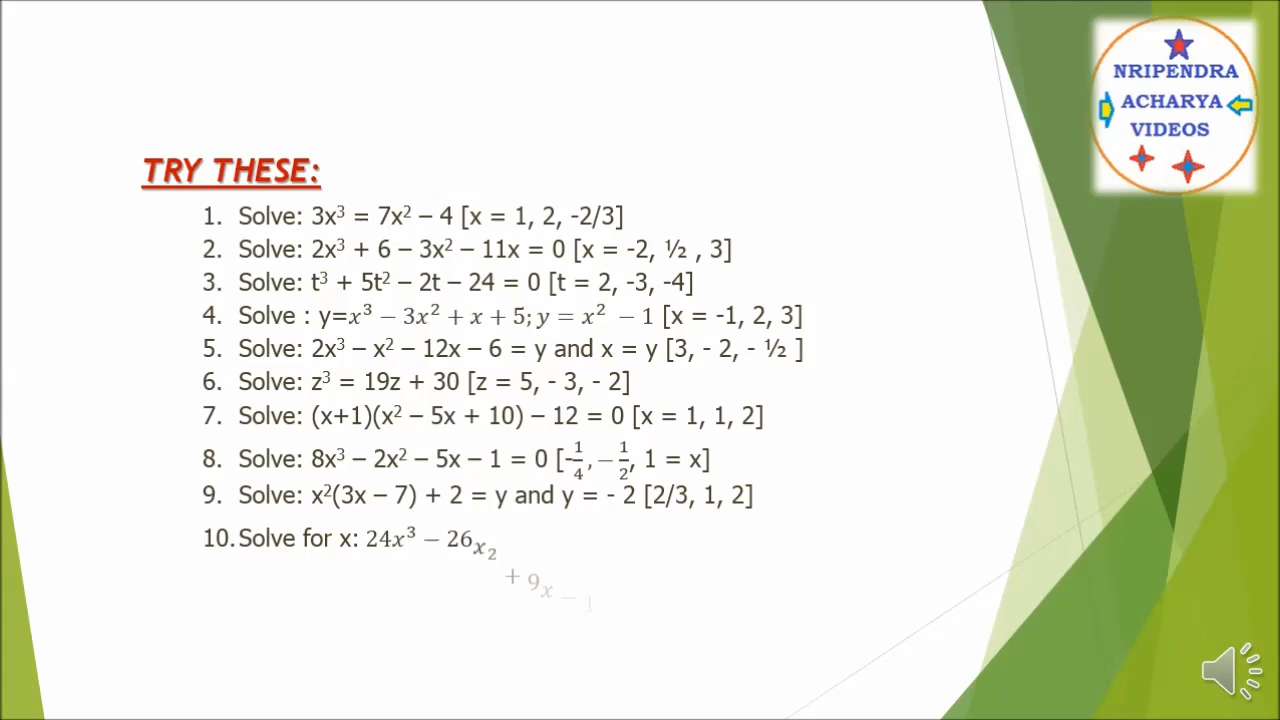 NRIPENDRA
ACHARYA
VIDEOS
TRY THESE:
1. Solve: 3x³ = 7x² – 4 [x = 1, 2, -2/3]
2. Solve: 2x³ + 6 – 3x² – 11x = 0 [x = -2, ½ , 3]
3. Solve: t³ + 5t² – 2t – 24 = 0 [t = 2, -3, -4]
4. Solve : y=x³ − 3x² + x + 5; y = x² − 1 [x = -1, 2, 3]
5. Solve: 2x³ – x² – 12x – 6 = y and x = y [3, - 2, - ½ ]
6. Solve: z³ = 19z + 30 [z = 5, - 3, - 2]
7. Solve: (x+1)(x² – 5x + 10) – 12 = 0 [x = 1, 1, 2]
8. Solve: 8x³ – 2x² – 5x – 1 = 0 [-1/4, −1/2, 1 = x]
9. Solve: x²(3x – 7) + 2 = y and y = - 2 [2/3, 1, 2]
10. Solve for x: 24x³ − 26x2
+ 9x − 1